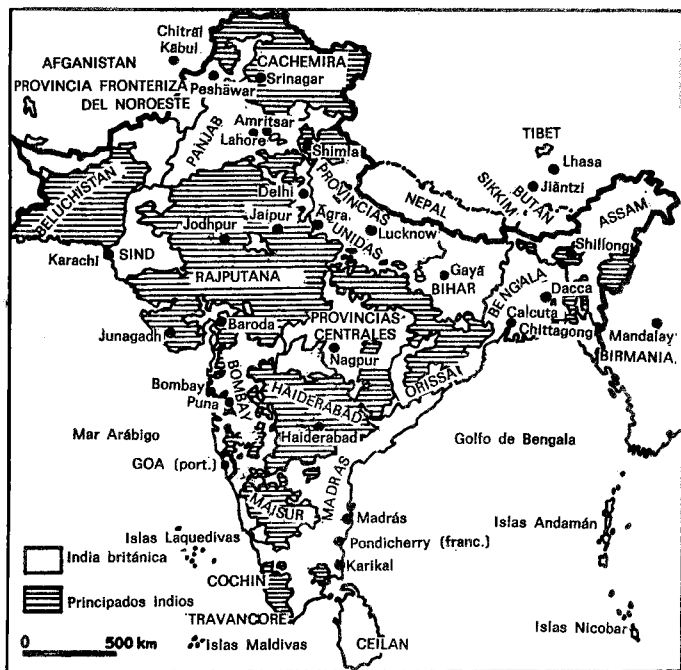 Chitral
Kabul
AFGANISTAN
CACHEMIRA
PROVINCIA FRONTERIZA
DEL NOROESTE
Srinagar
Peshäwar
PANJAB
Amritsar
Lahore
Shimla
TIBET
Lhasa
Jiäntzi
BELUCHISTAN
Delhi
PROVINCIAS
UNIDAS
NEPAL
SIKKIM
BUTAN
ASSAM
Jodhpur
Jaipur
Agra
Lucknow
Shillong
Karachi
SIND
RAJPUTANA
Gayä
BIHAR
BENGALA
Dacca
Junagadh
Baroda
PROVINCIAS
CENTRALES
Calcuta
Chittagong
Mandalay
BIRMANIA
Nagpur
ORISSA
Bombay
BOMBAY
Puna
HAIDERABAD
Haiderabad
Mar Arábigo
Golfo de Bengala
GOA (port.)
MADRAS
MAISUR
Madrás
Islas Andamán
Islas Laquedivas
Pondicherry (franc.)
India británica
COCHIN
Karikal
Principados indios
TRAVANCORE
Islas Nicobar
0 500 km
Islas Maldivas
CEILAN